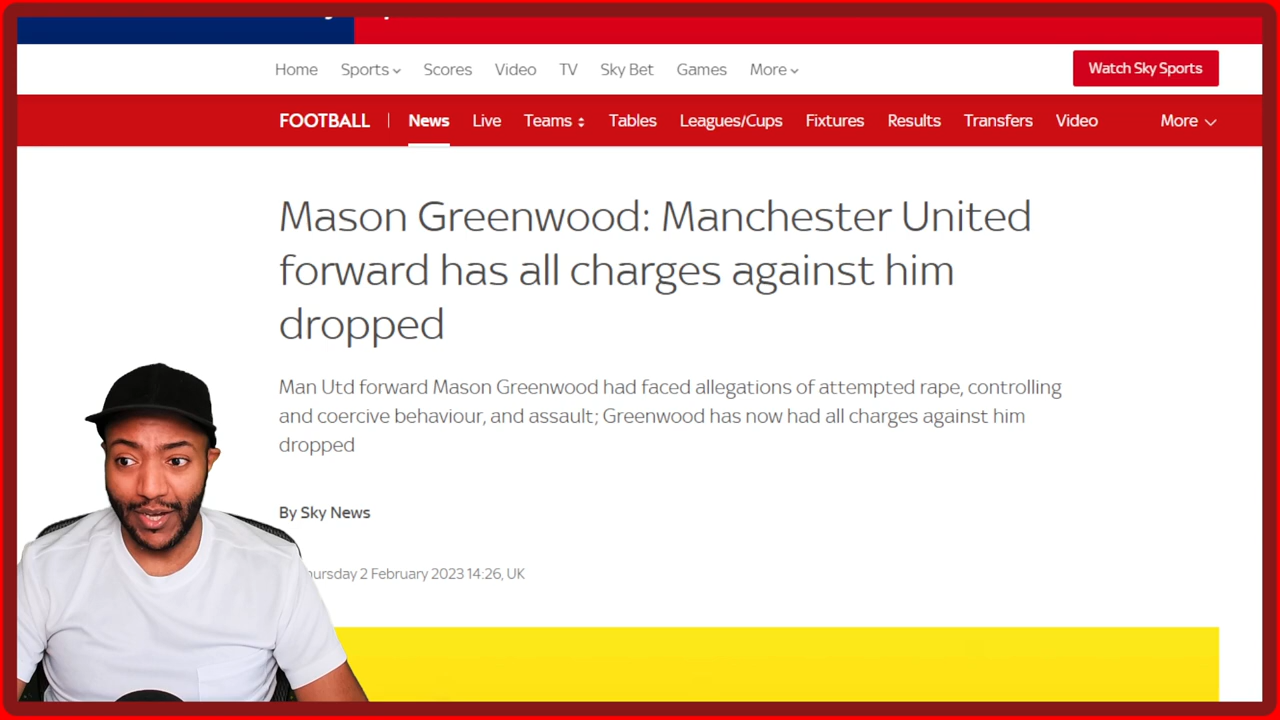 Home Sports Scores Video TV Sky Bet Games More Watch Sky Sports
FOOTBALL | News Live Teams Tables Leagues/Cups Fixtures Results Transfers Video More
Mason Greenwood: Manchester United
forward has all charges against him
dropped
Man Utd forward Mason Greenwood had faced allegations of attempted rape, controlling
and coercive behaviour, and assault; Greenwood has now had all charges against him
dropped
By Sky News
2 February 2023 14:26, UK